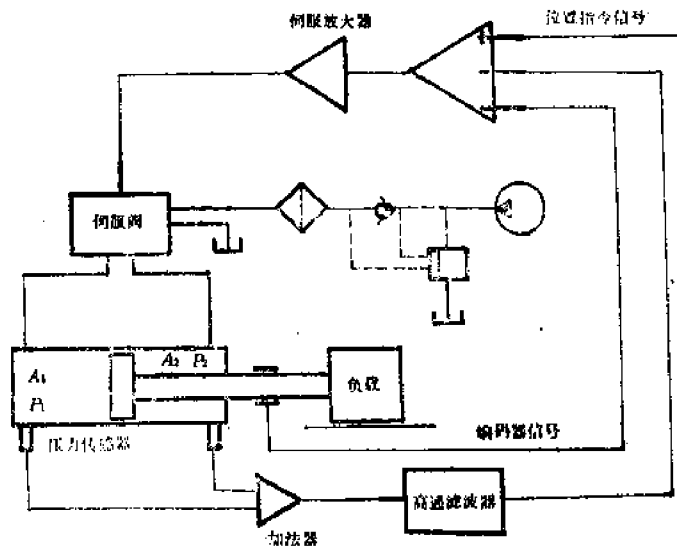 伺服放大器
位置指令信号
伺服阀
A₂ P₂
A₁
P₁
负载
编码器信号
压力传感器
高通滤波器
加法器